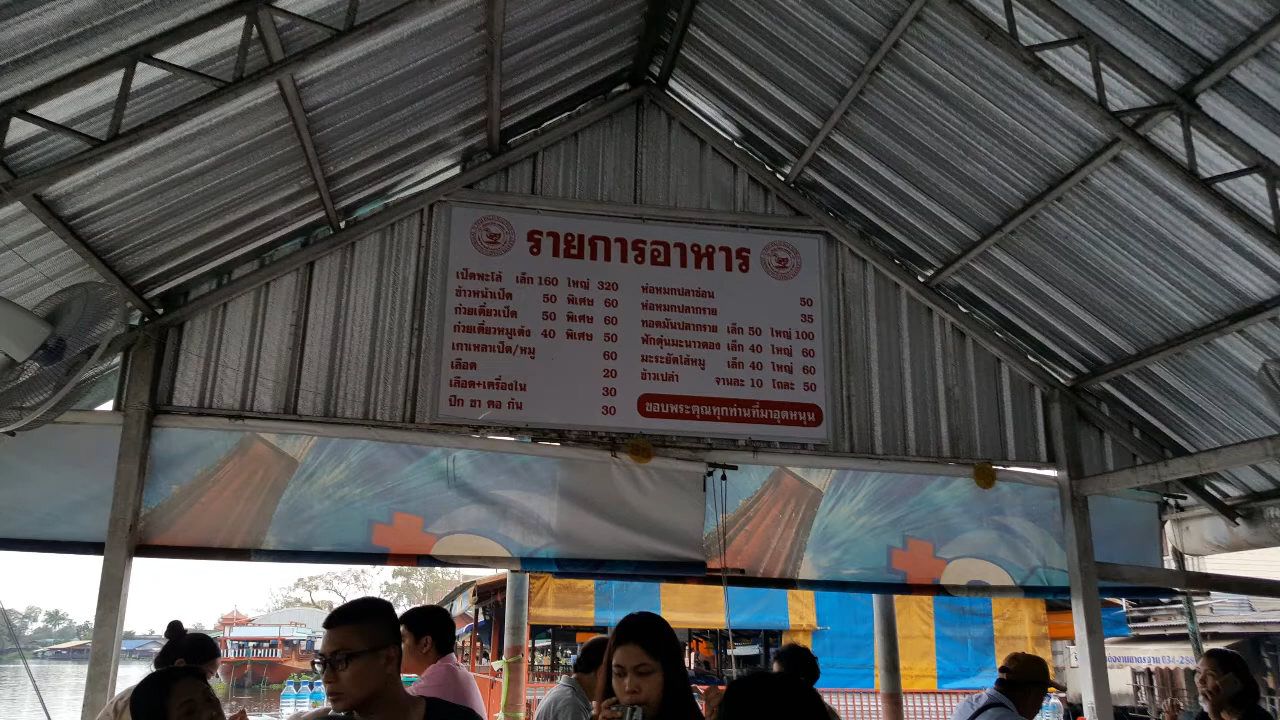 รายการอาหาร
เป็ดพะโล้ เล็ก 160 ใหญ่ 320
ข้าวหน้าเป็ด 50 พิเศษ 60
ก๋วยเตี๋ยวเป็ด 50 พิเศษ 60
ก๋วยเตี๋ยวหมูเด้ง 40 พิเศษ 50
เกาเหลาเป็ด/หมู 60
เลือด 20
เลือด+เครื่องใน 30
ปีก ขา คอ กัน 30
ห่อหมกปลาช่อน 50
ห่อหมกปลากราย 35
ทอดมันปลากราย เล็ก 50 ใหญ่ 100
ฟักตุ๋นมะนาวดอง เล็ก 40 ใหญ่ 60
มะระยัดไส้หมู เล็ก 40 ใหญ่ 60
ข้าวเปล่า จานละ 10 โถละ 50
ขอบพระคุณทุกท่านที่มาอุดหนุน